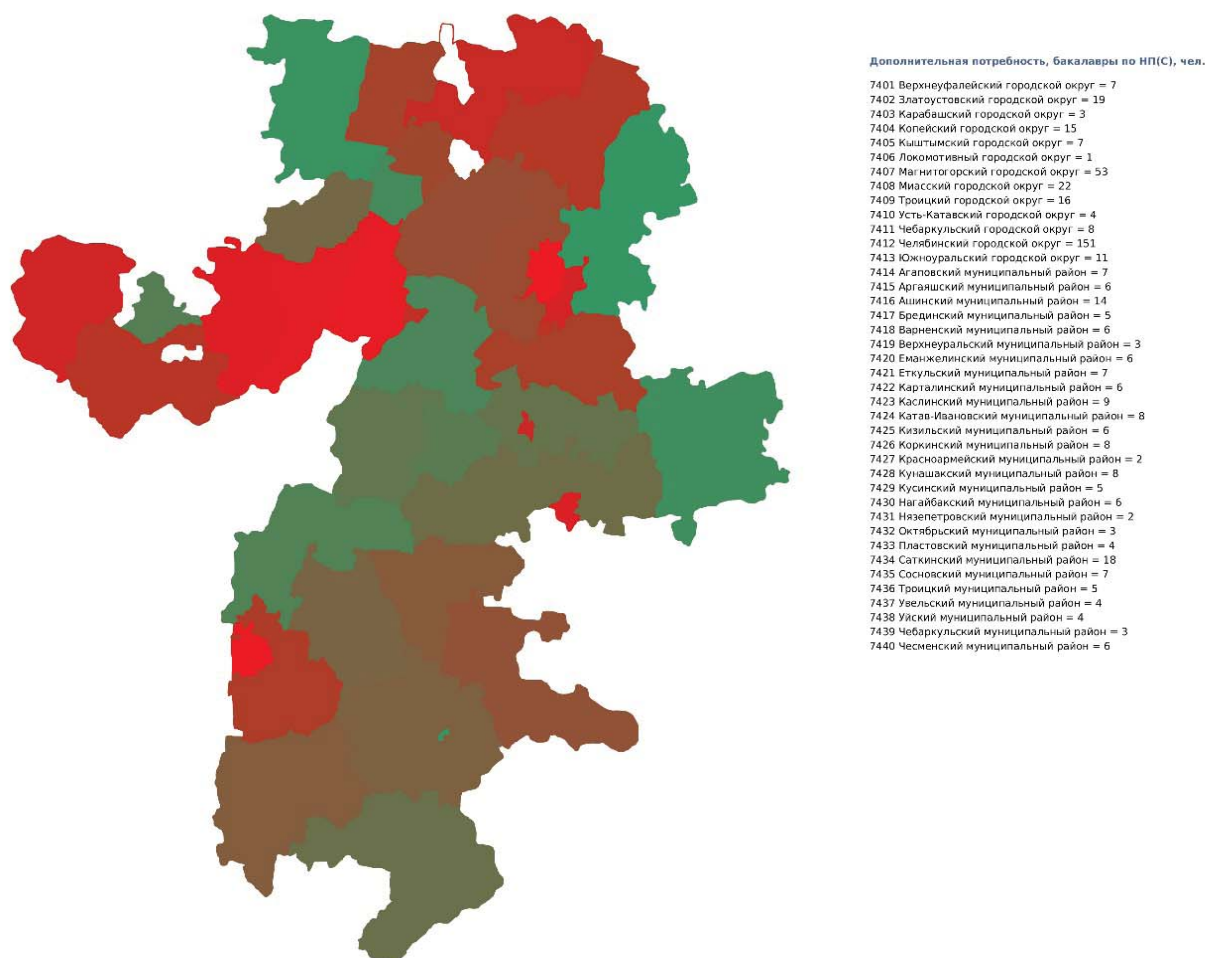 Дополнительная потребность, бакалавры по НП(С), чел.
7401 Верхнеуфалейский городской округ = 7
7402 Златоустовский городской округ = 19
7403 Карабашский городской округ = 3
7404 Копейский городской округ = 15
7405 Кыштымский городской округ = 7
7406 Локомотивный городской округ = 1
7407 Магнитогорский городской округ = 53
7408 Миасский городской округ = 22
7409 Троицкий городской округ = 16
7410 Усть-Катавский городской округ = 4
7411 Чебаркульский городской округ = 8
7412 Челябинский городской округ = 151
7413 Южноуральский городской округ = 11
7414 Агаповский муниципальный район = 7
7415 Аргаяшский муниципальный район = 6
7416 Ашинский муниципальный район = 14
7417 Брединский муниципальный район = 5
7418 Варненский муниципальный район = 6
7419 Верхнеуральский муниципальный район = 3
7420 Еманжелинский муниципальный район = 6
7421 Еткульский муниципальный район = 7
7422 Карталинский муниципальный район = 6
7423 Каслинский муниципальный район = 9
7424 Катав-Ивановский муниципальный район = 8
7425 Кизильский муниципальный район = 6
7426 Коркинский муниципальный район = 8
7427 Красноармейский муниципальный район = 2
7428 Кунашакский муниципальный район = 8
7429 Кусинский муниципальный район = 5
7430 Нагайбакский муниципальный район = 6
7431 Нязепетровский муниципальный район = 2
7432 Октябрьский муниципальный район = 3
7433 Пластовский муниципальный район = 4
7434 Саткинский муниципальный район = 18
7435 Сосновский муниципальный район = 7
7436 Троицкий муниципальный район = 5
7437 Увельский муниципальный район = 4
7438 Уйский муниципальный район = 4
7439 Чебаркульский муниципальный район = 3
7440 Чесменский муниципальный район = 6